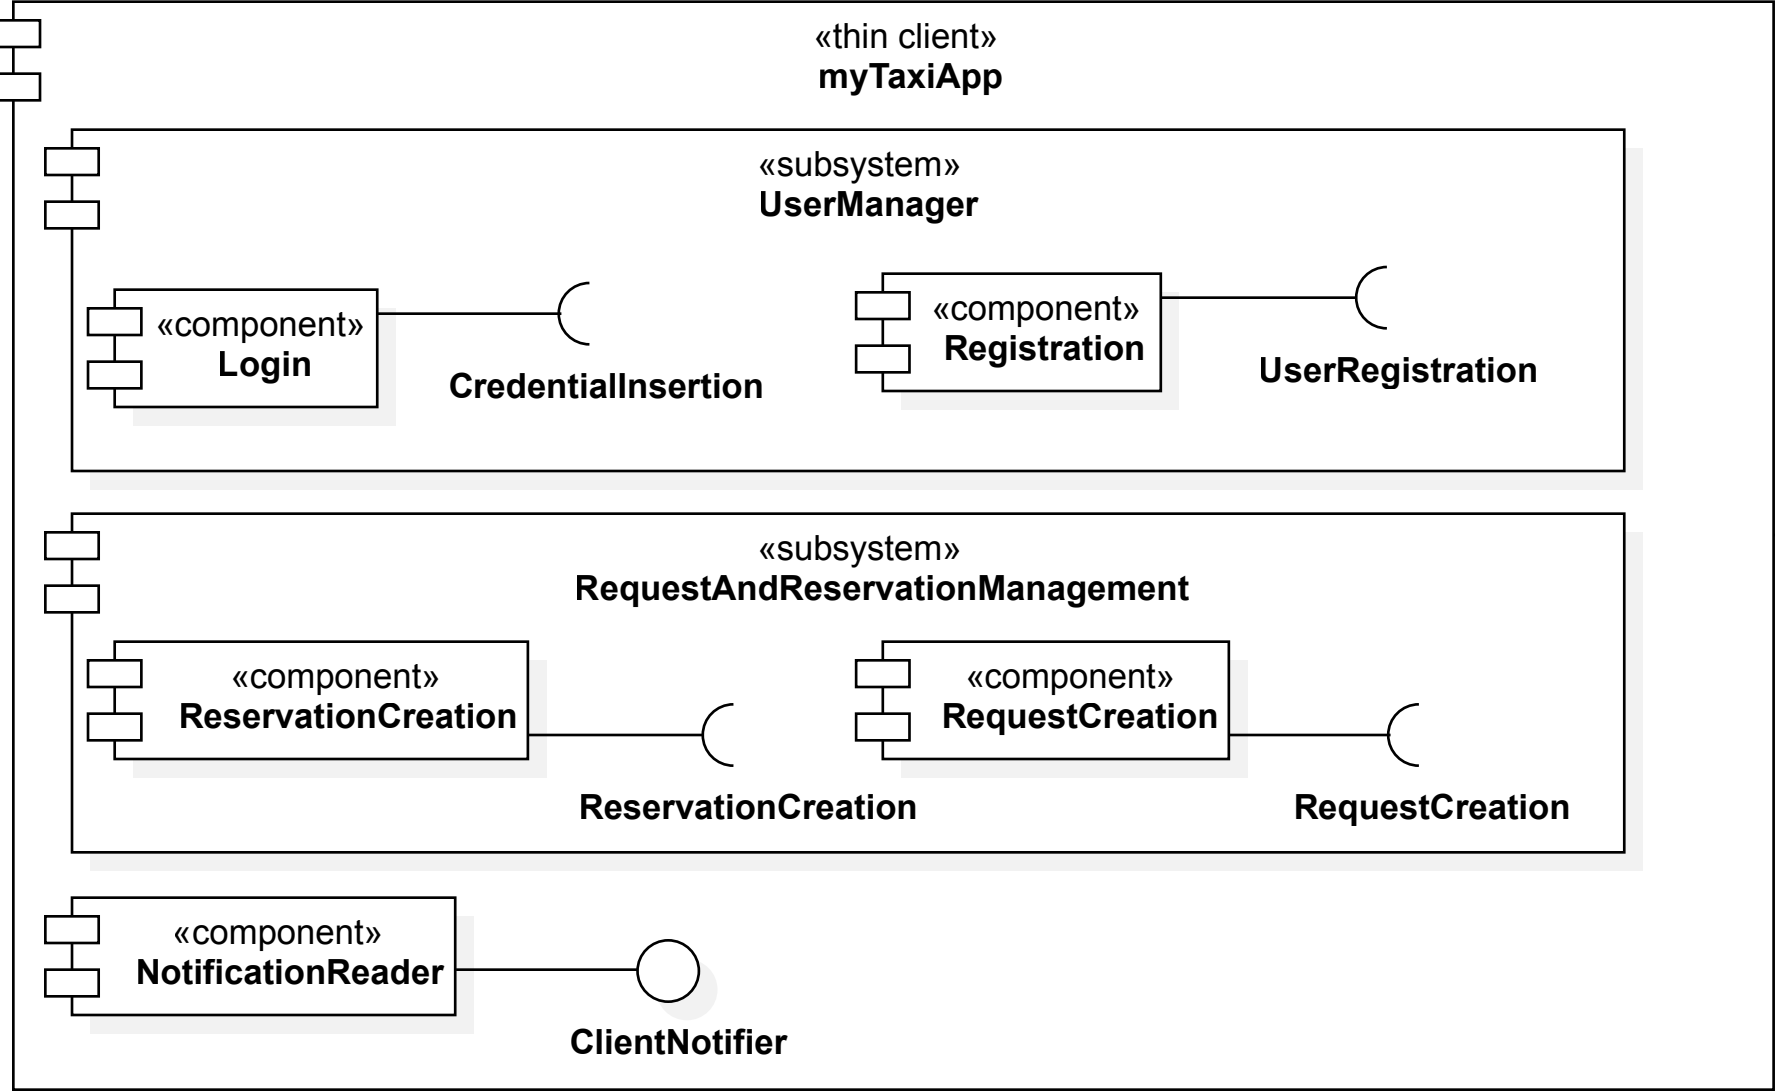 «thin client»
myTaxiApp
«subsystem»
UserManager
«component»
Login
CredentialInsertion
«component»
Registration
UserRegistration
«subsystem»
RequestAndReservationManagement
«component»
ReservationCreation
ReservationCreation
«component»
RequestCreation
RequestCreation
«component»
NotificationReader
ClientNotifier